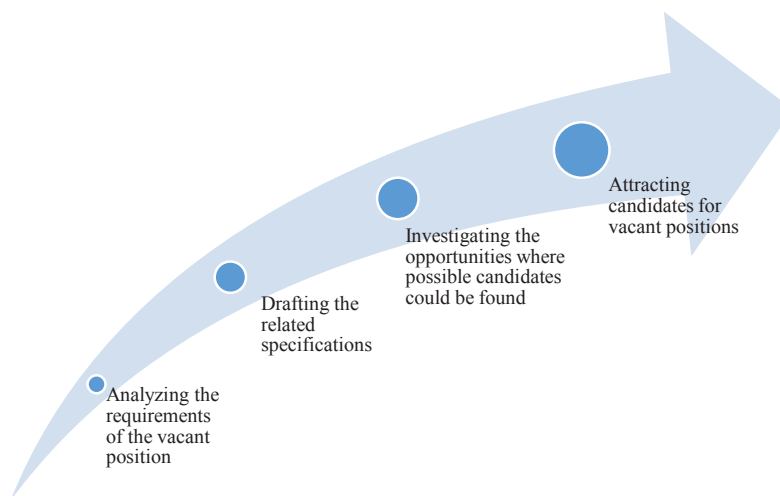 Analyzing the
requirements
of the vacant
position
Drafting the
related
specifications
Investigating the
opportunities where
possible candidates
could be found
Attracting
candidates for
vacant positions